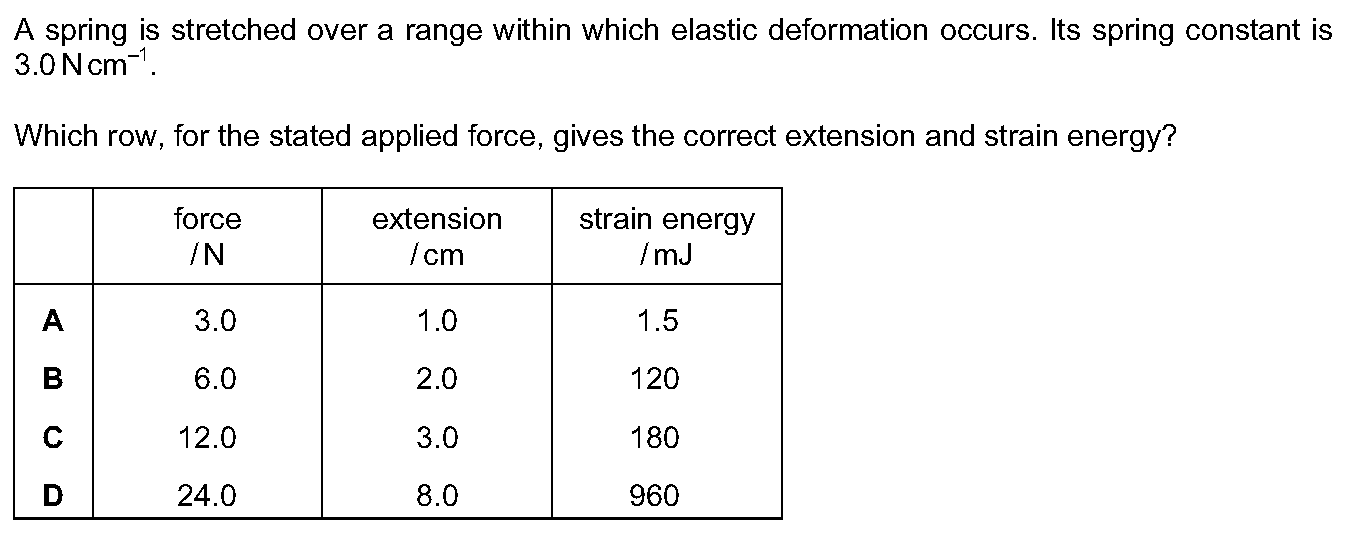 A spring is stretched over a range within which elastic deformation occurs. Its spring constant is
3.0 N cm⁻¹.
Which row, for the stated applied force, gives the correct extension and strain energy?
force extension strain energy
/ N / cm / mJ
A 3.0 1.0 1.5
B 6.0 2.0 120
C 12.0 3.0 180
D 24.0 8.0 960